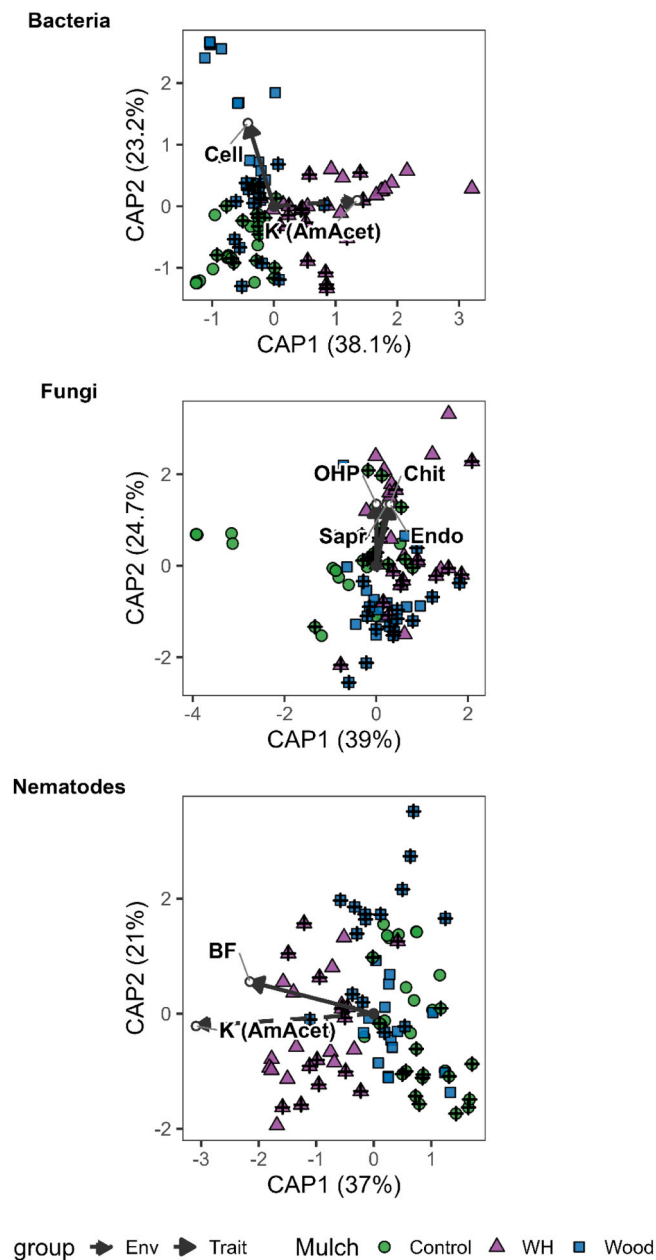 Bacteria
2
1
0
-1
CAP2 (23.2%)
Cell
K (AmAcet)
-1 0 1 2 3
CAP1 (38.1%)
Fungi
2
0
-2
CAP2 (24.7%)
OHP Chit
Sapr Endo
-4 -2 0 2
CAP1 (39%)
Nematodes
2
0
-2
CAP2 (21%)
BF
K (AmAcet)
-3 -2 -1 0 1
CAP1 (37%)
group Env Trait Mulch Control WH Wood